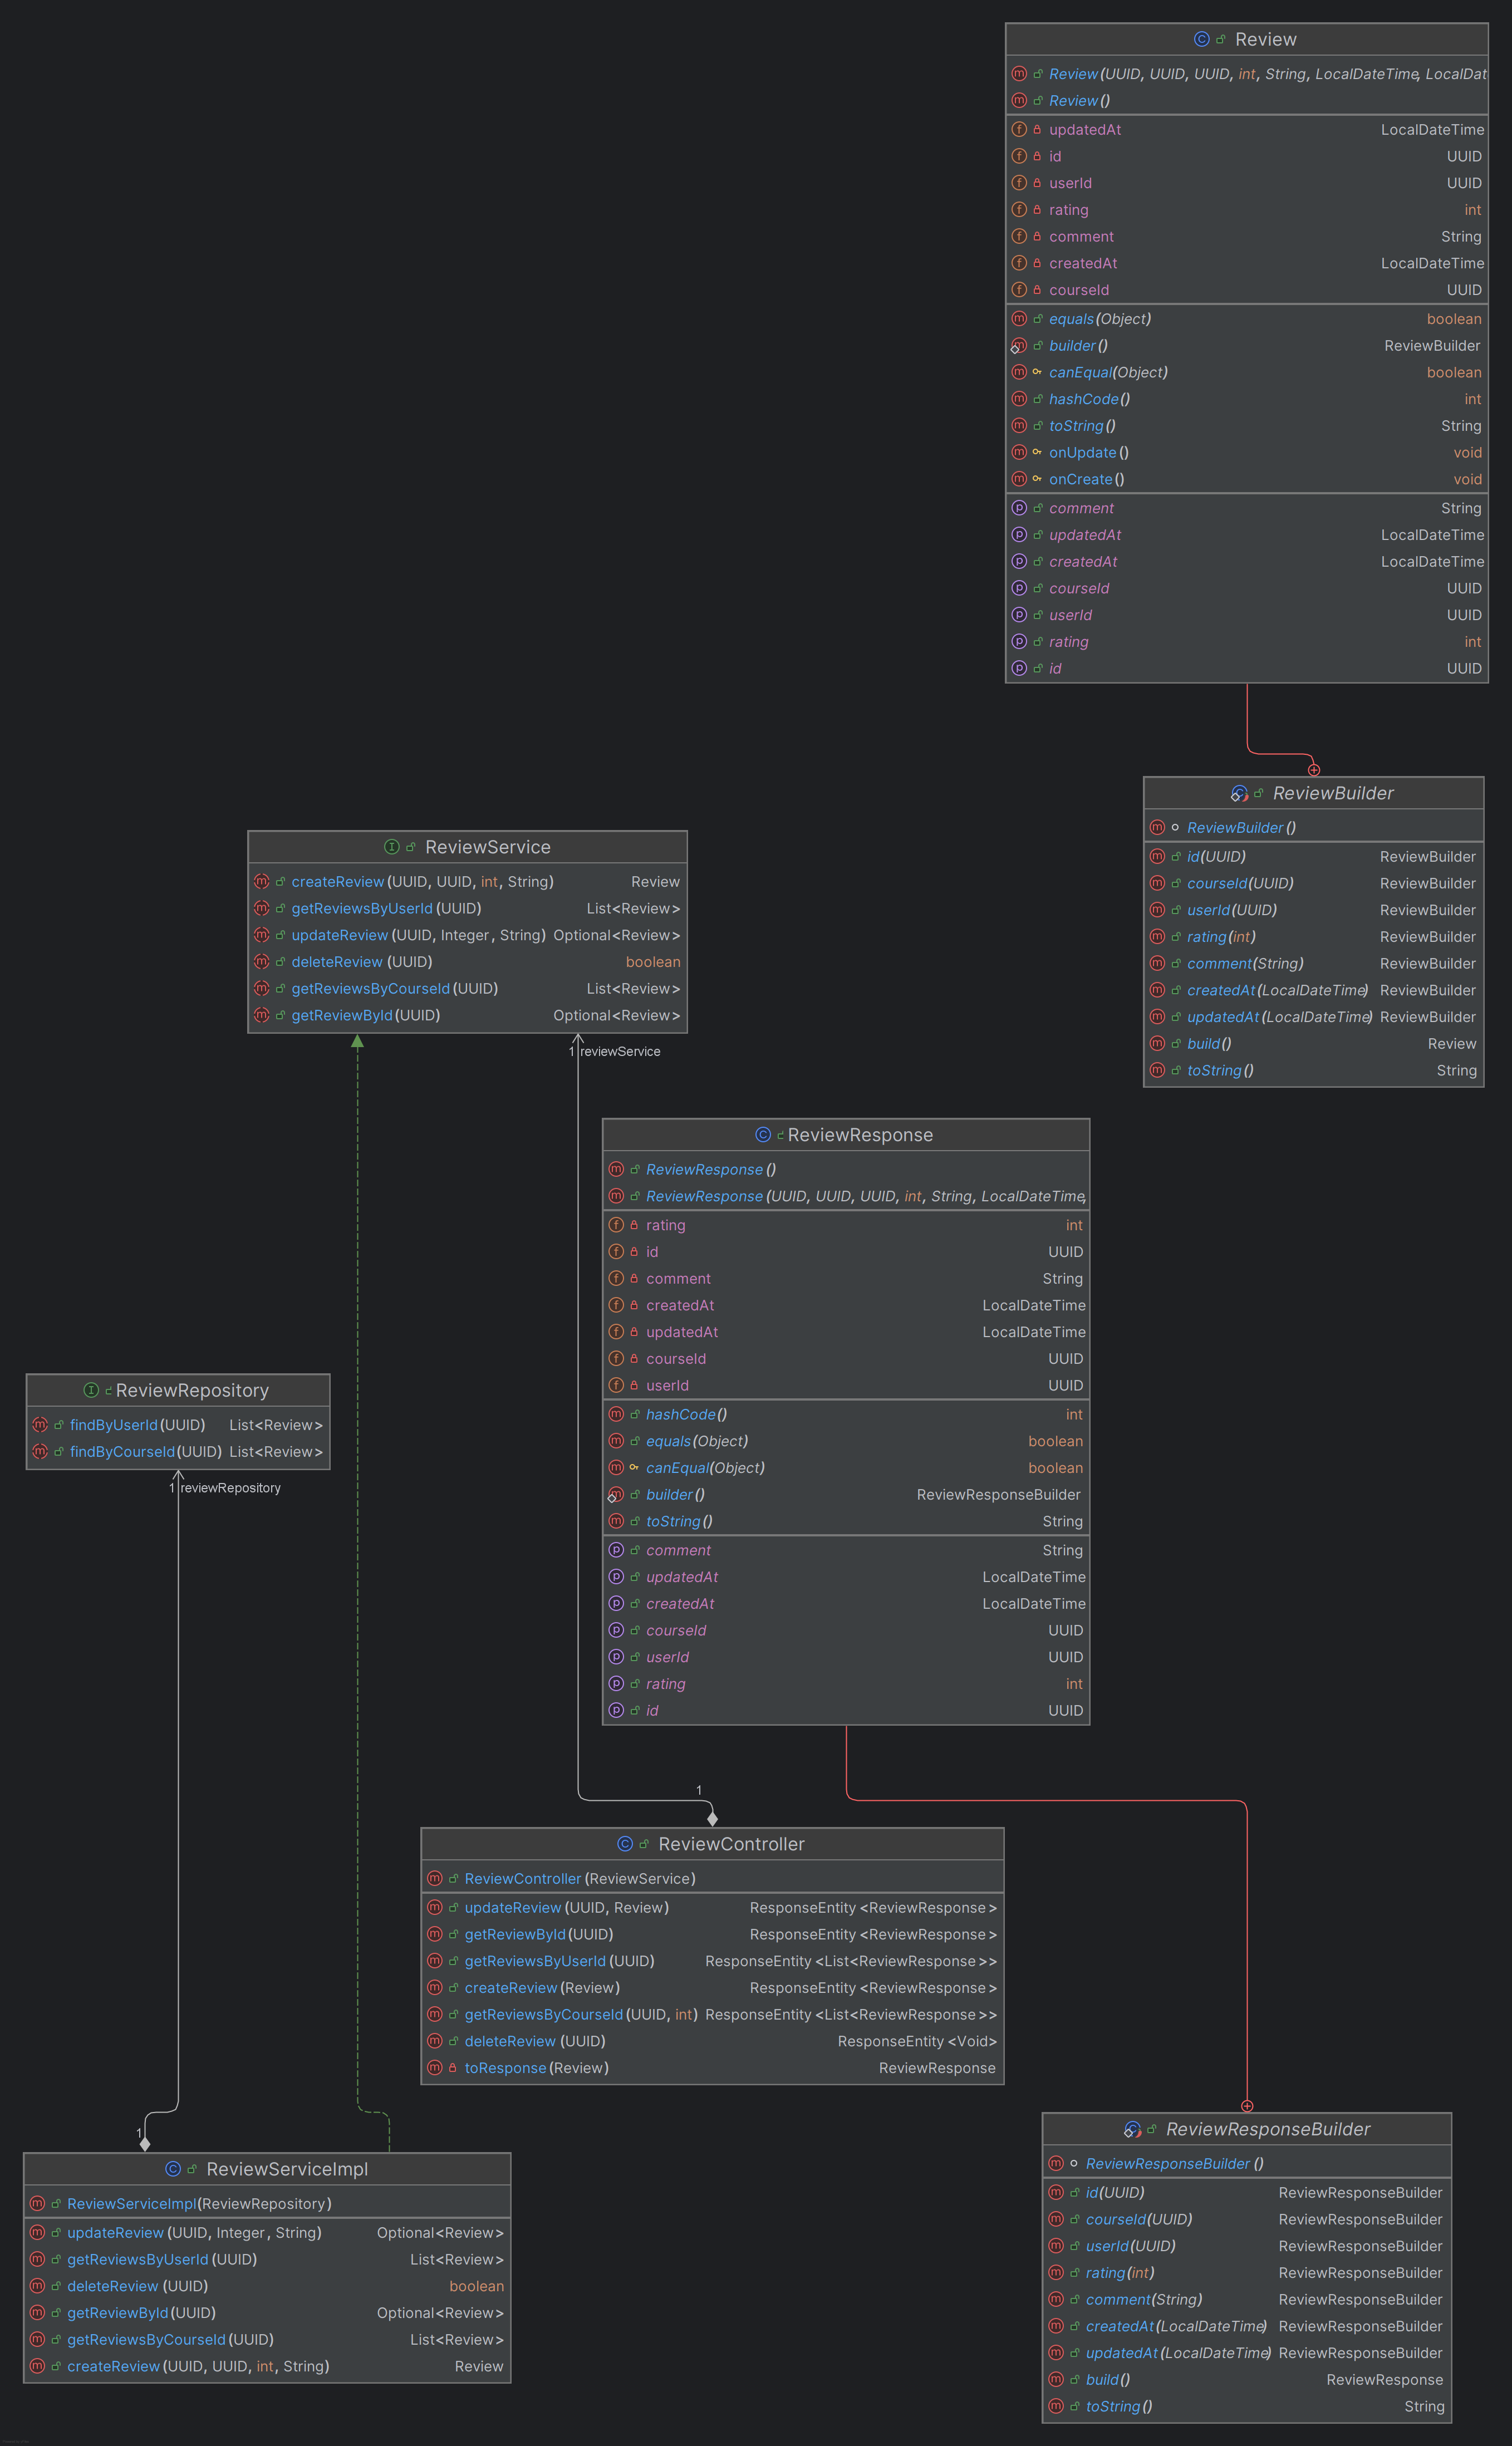 Review
Review(UUID, UUID, UUID, int, String, LocalDateTime, LocalDat
Review()
updatedAt LocalDateTime
id UUID
userId UUID
rating int
comment String
createdAt LocalDateTime
courseId UUID
equals(Object) boolean
builder() ReviewBuilder
canEqual(Object) boolean
hashCode() int
toString() String
onUpdate() void
onCreate() void
comment String
updatedAt LocalDateTime
createdAt LocalDateTime
courseId UUID
userId UUID
rating int
id UUID
ReviewBuilder
ReviewBuilder()
id(UUID) ReviewBuilder
courseId(UUID) ReviewBuilder
userId(UUID) ReviewBuilder
rating(int) ReviewBuilder
comment(String) ReviewBuilder
createdAt(LocalDateTime) ReviewBuilder
updatedAt(LocalDateTime) ReviewBuilder
build() Review
toString() String
ReviewService
createReview(UUID, UUID, int, String) Review
getReviewsByUserId(UUID) List<Review>
updateReview(UUID, Integer, String) Optional<Review>
deleteReview(UUID) boolean
getReviewsByCourseId(UUID) List<Review>
getReviewById(UUID) Optional<Review>
1 reviewService
ReviewResponse
ReviewResponse()
ReviewResponse(UUID, UUID, UUID, int, String, LocalDateTime,
rating int
id UUID
comment String
createdAt LocalDateTime
updatedAt LocalDateTime
courseId UUID
userId UUID
hashCode() int
equals(Object) boolean
canEqual(Object) boolean
builder() ReviewResponseBuilder
toString() String
comment String
updatedAt LocalDateTime
createdAt LocalDateTime
courseId UUID
userId UUID
rating int
id UUID
ReviewRepository
findByUserId(UUID) List<Review>
findByCourseId(UUID) List<Review>
1 reviewRepository
1
ReviewController
ReviewController(ReviewService)
updateReview(UUID, Review) ResponseEntity<ReviewResponse>
getReviewById(UUID) ResponseEntity<ReviewResponse>
getReviewsByUserId(UUID) ResponseEntity<List<ReviewResponse>>
createReview(Review) ResponseEntity<ReviewResponse>
getReviewsByCourseId(UUID, int) ResponseEntity<List<ReviewResponse>>
deleteReview(UUID) ResponseEntity<Void>
toResponse(Review) ReviewResponse
1
ReviewServiceImpl
ReviewServiceImpl(ReviewRepository)
updateReview(UUID, Integer, String) Optional<Review>
getReviewsByUserId(UUID) List<Review>
deleteReview(UUID) boolean
getReviewById(UUID) Optional<Review>
getReviewsByCourseId(UUID) List<Review>
createReview(UUID, UUID, int, String) Review
ReviewResponseBuilder
ReviewResponseBuilder()
id(UUID) ReviewResponseBuilder
courseId(UUID) ReviewResponseBuilder
userId(UUID) ReviewResponseBuilder
rating(int) ReviewResponseBuilder
comment(String) ReviewResponseBuilder
createdAt(LocalDateTime) ReviewResponseBuilder
updatedAt(LocalDateTime) ReviewResponseBuilder
build() ReviewResponse
toString() String